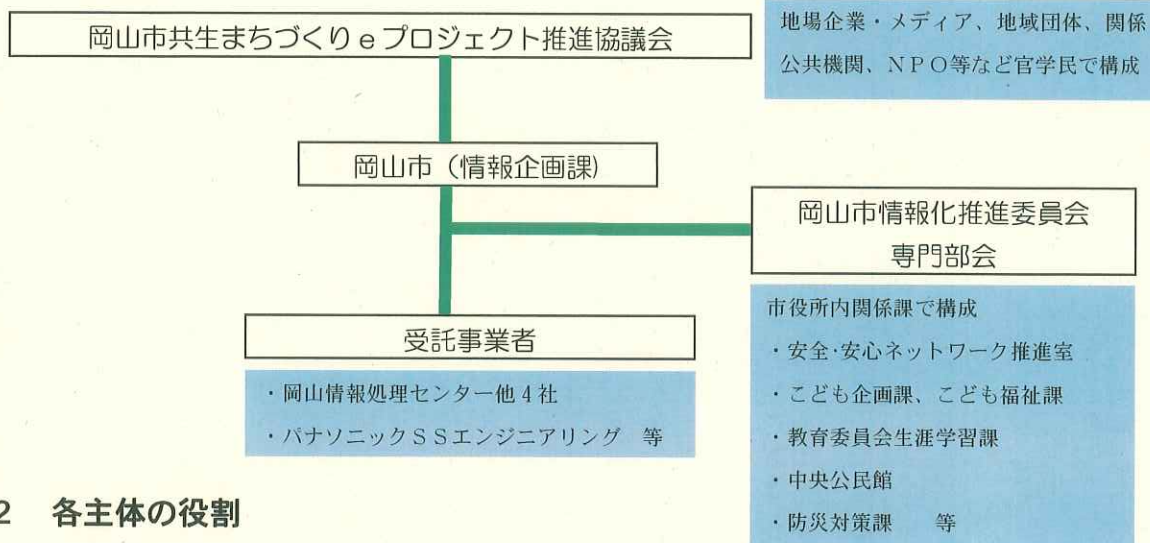 岡山市共生まちづくりｅプロジェクト推進協議会
地場企業・メディア、地域団体、関係
公共機関、ＮＰＯ等など官学民で構成
岡山市（情報企画課)
岡山市情報化推進委員会
専門部会
受託事業者
・岡山情報処理センター他４社
・パナソニックＳＳエンジニアリング　等
市役所内関係課で構成
・安全･安心ネットワーク推進室
・こども企画課、こども福祉課
・教育委員会生涯学習課
・中央公民館
・防災対策課　　等
2　各主体の役割